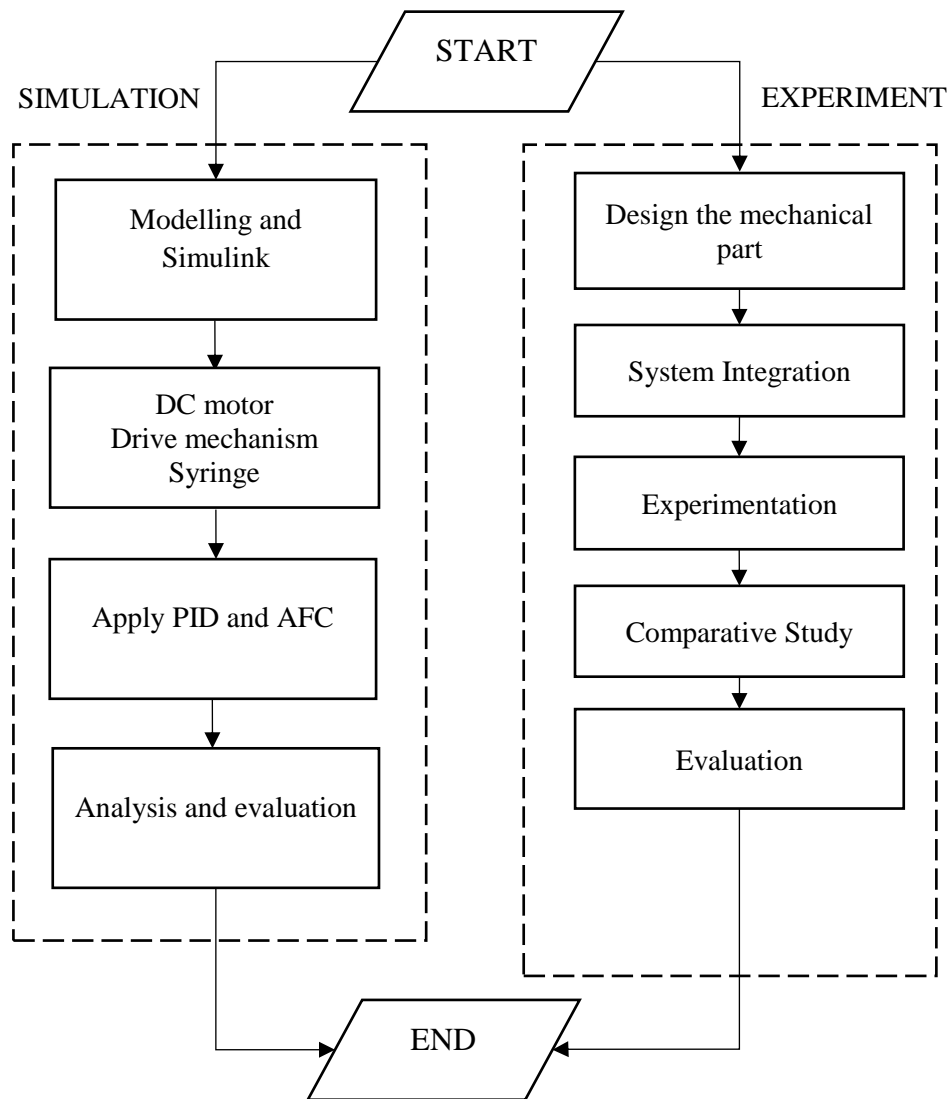 START
SIMULATION
EXPERIMENT
Modelling and
Simulink
DC motor
Drive mechanism
Syringe
Apply PID and AFC
Analysis and evaluation
Design the mechanical
part
System Integration
Experimentation
Comparative Study
Evaluation
END